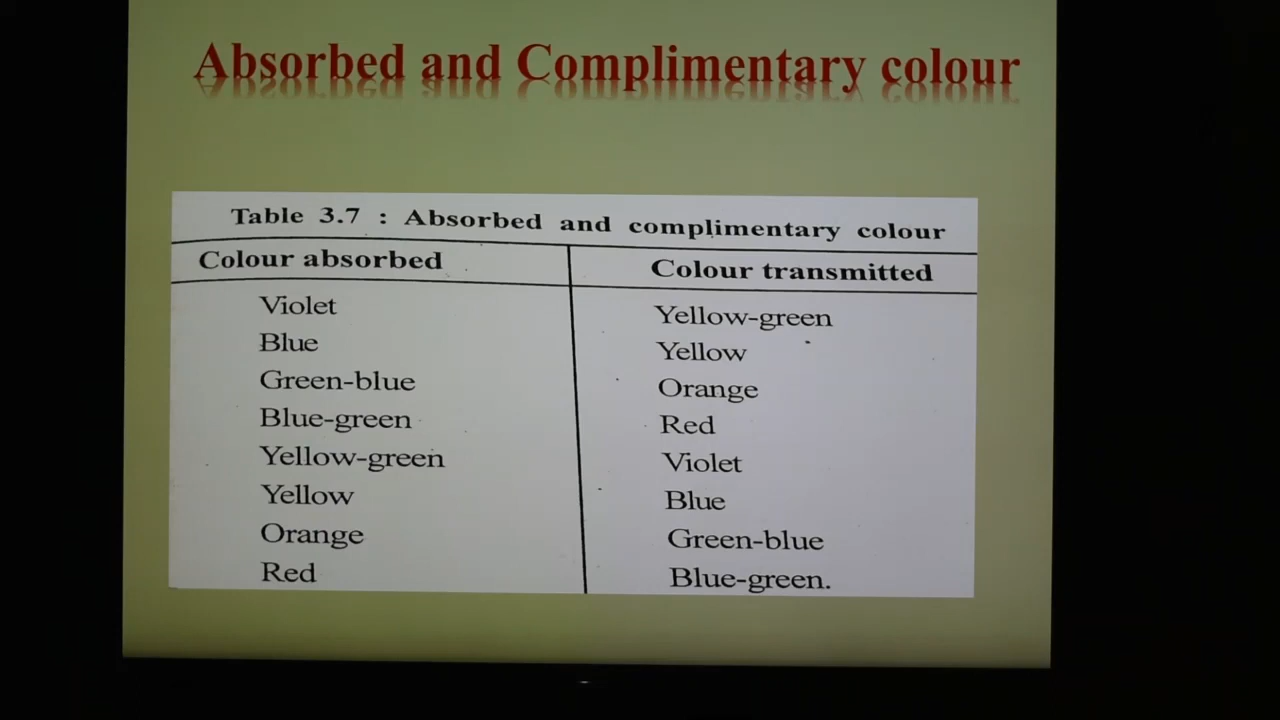 Absorbed and Complimentary colour
Table 3.7 : Absorbed and complimentary colour
Colour absorbed Colour transmitted
Violet Yellow-green
Blue Yellow
Green-blue Orange
Blue-green Red
Yellow-green Violet
Yellow Blue
Orange Green-blue
Red Blue-green.